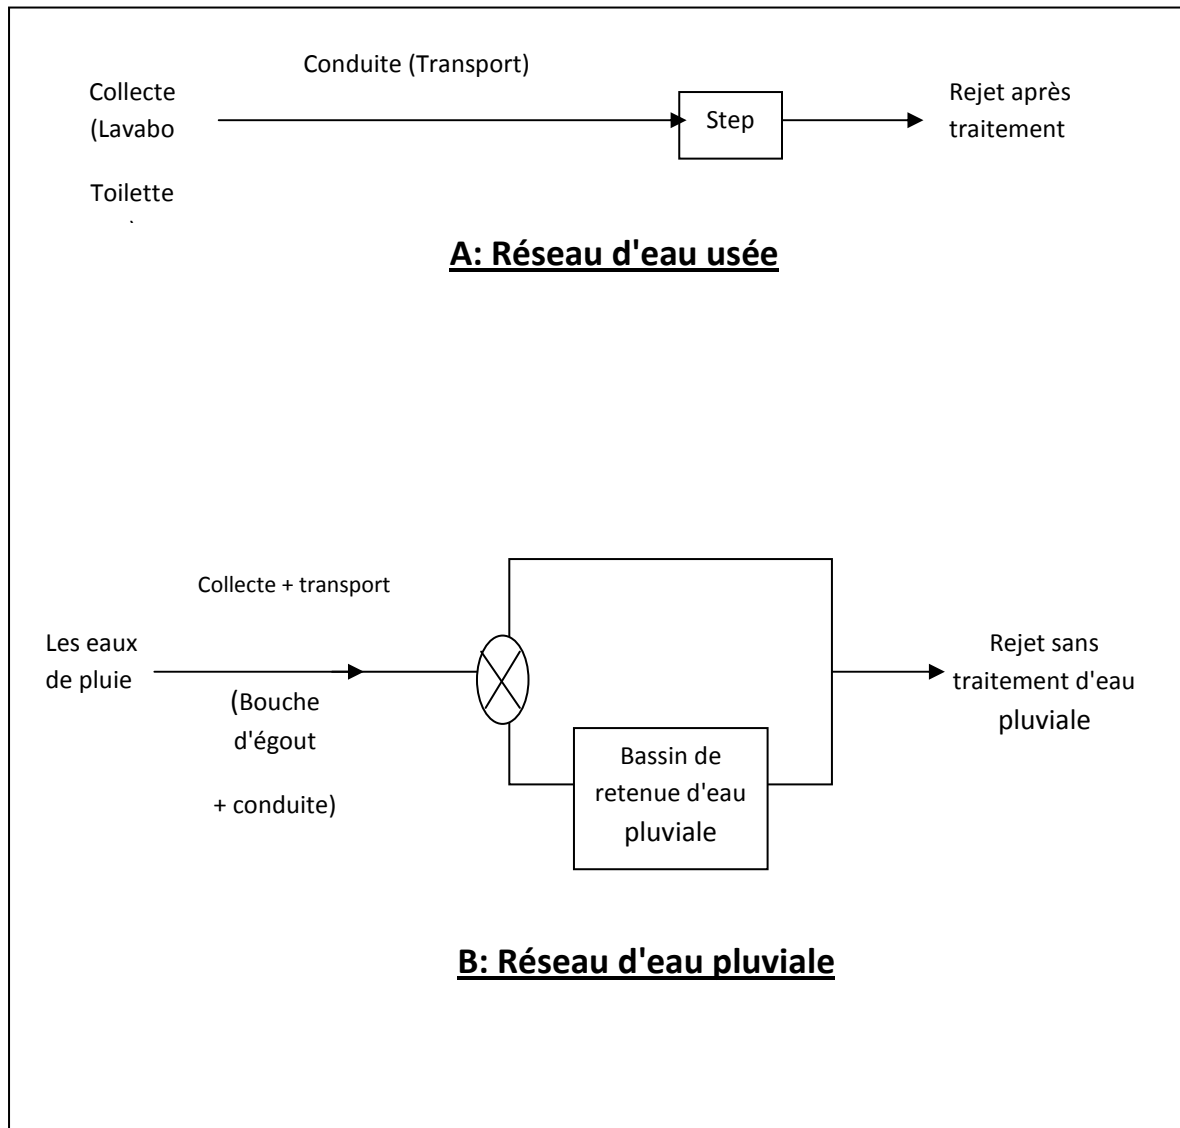 Conduite (Transport)
Collecte
(Lavabo
Toilette
Step
Rejet après
traitement
A: Réseau d'eau usée
Collecte + transport
Les eaux
de pluie
(Bouche
d'égout
+ conduite)
Bassin de
retenue d'eau
pluviale
Rejet sans
traitement d'eau
pluviale
B: Réseau d'eau pluviale